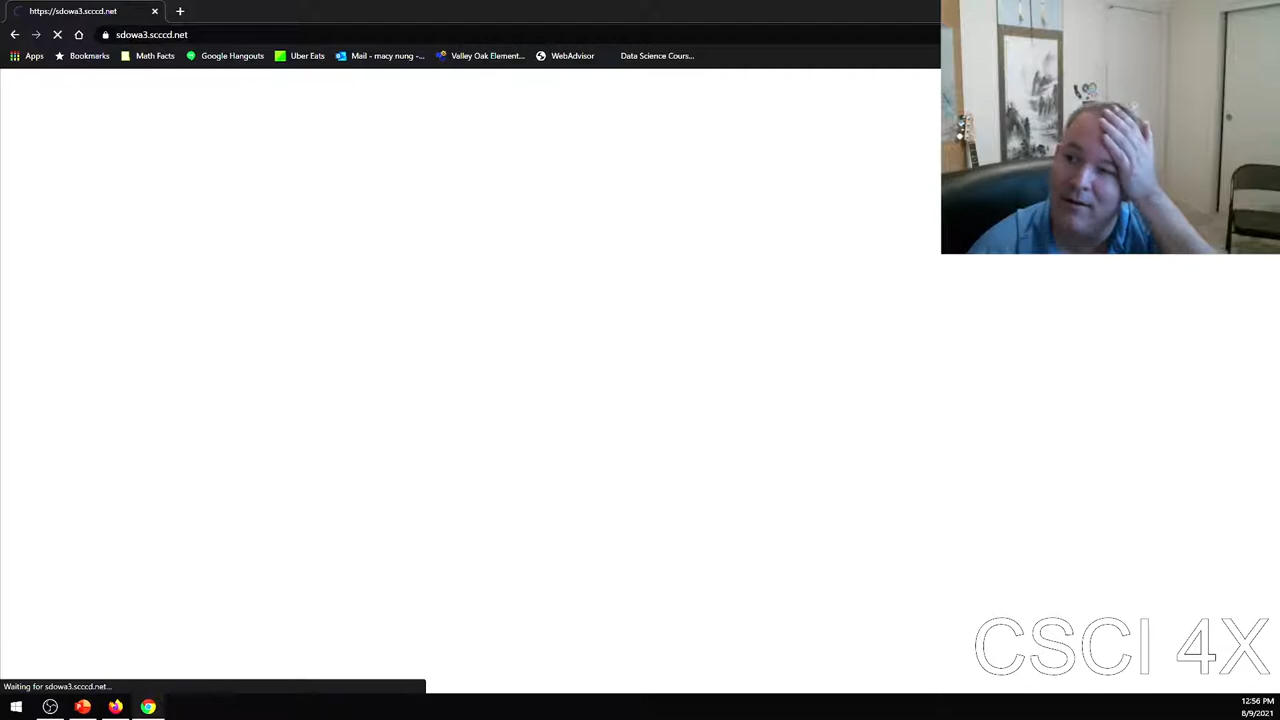 https://sdowa3.scccd.net
sdowa3.scccd.net
Apps Bookmarks Math Facts Google Hangouts Uber Eats Mail - macy nung -... Valley Oak Element... WebAdvisor Data Science Cours...
CSCI 4X
Waiting for sdowa3.scccd.net...
12:56 PM
8/9/2021